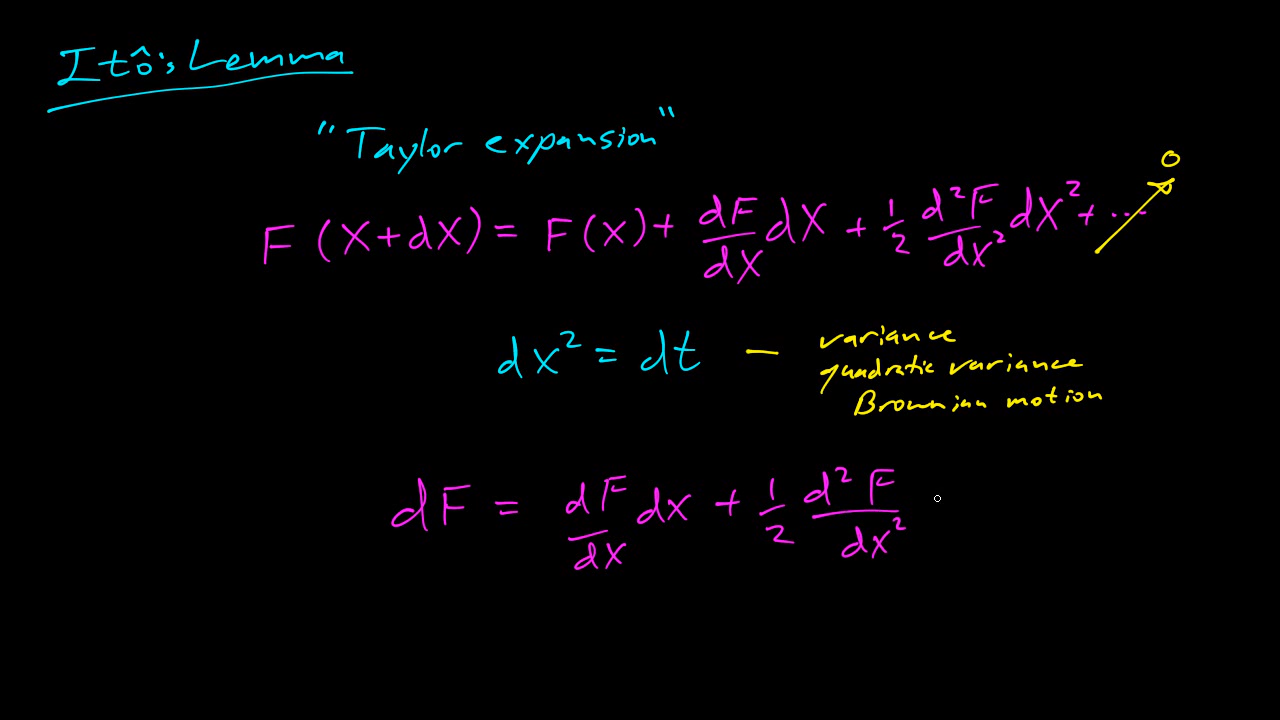 Itô's Lemma
"Taylor expansion"
0
F (X+dX) = F(x) + dF/dX dX + 1/2 d²F/dx² dX² + ...
dx² = dt — variance
quadratic variance
Brownian motion
dF = dF/dx dx + 1/2 d²F/dx²